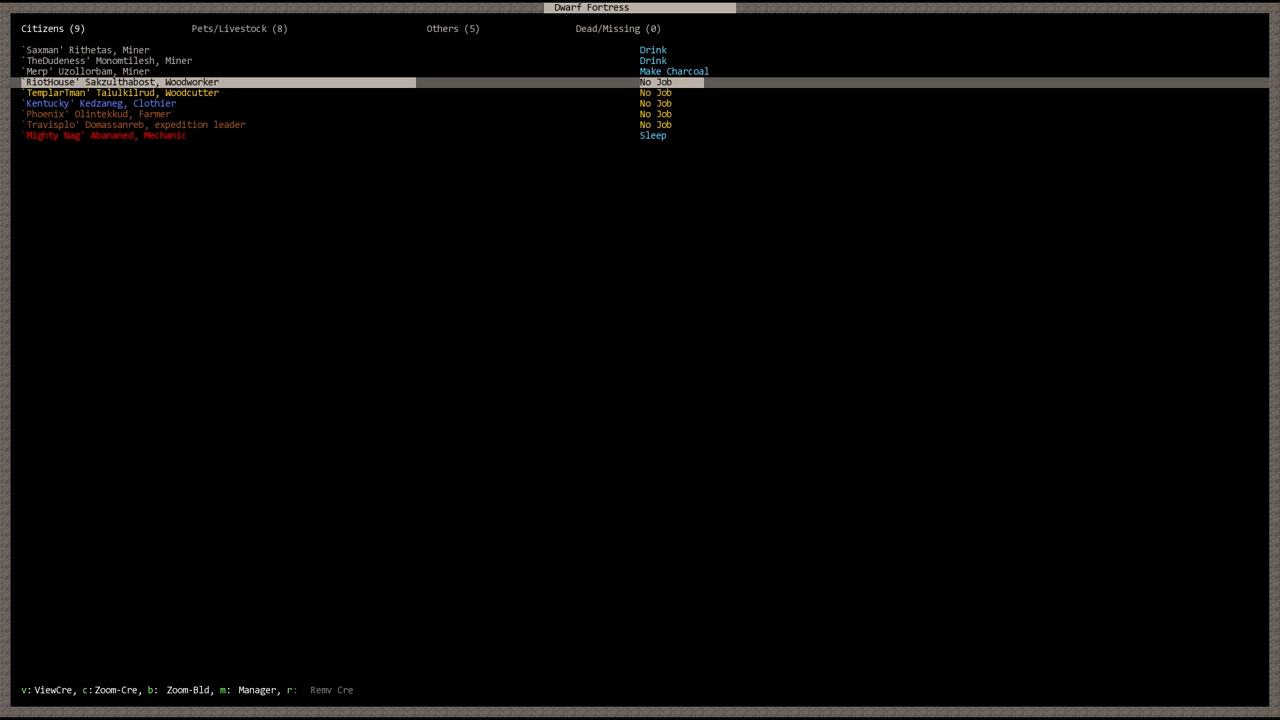 Dwarf Fortress
Citizens (9) Pets/Livestock (8) Others (5) Dead/Missing (0)
`Saxman' Rithetas, Miner Drink
`TheDudeness' Monomtilesh, Miner Drink
`Merp' Uzollorbam, Miner Make Charcoal
`RiotHouse' Sakzulthabost, Woodworker No Job
`TemplarTman' Talulkilrud, Woodcutter No Job
`Kentucky' Kedzaneg, Clothier No Job
`Phoenix' Olintekkud, Farmer No Job
`Travisplo' Domassanreb, expedition leader No Job
`Mighty Nag' Abananed, Mechanic Sleep
v:ViewCre, c:Zoom-Cre, b: Zoom-Bld, m: Manager, r: Remv Cre